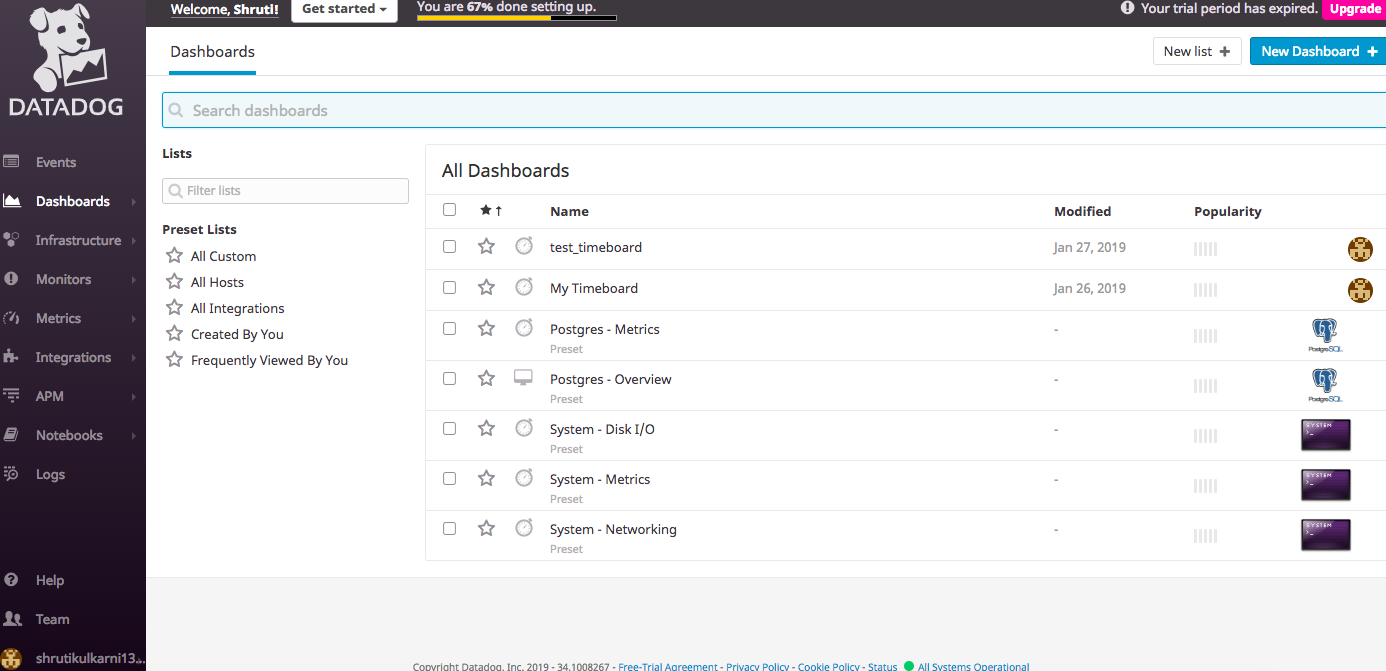 Welcome, Shruti!
Get started
You are 67% done setting up.
Your trial period has expired.
Upgrade
DATADOG
Dashboards
New list +
New Dashboard +
Search dashboards
Events
Dashboards
Infrastructure
Monitors
Metrics
Integrations
APM
Notebooks
Logs
Help
Team
shrutikulkarni13...
Lists
Filter lists
Preset Lists
All Custom
All Hosts
All Integrations
Created By You
Frequently Viewed By You
All Dashboards
Name Modified Popularity
test_timeboard Jan 27, 2019
My Timeboard Jan 26, 2019
Postgres - Metrics -
Preset
PostgreSQL
Postgres - Overview -
Preset
PostgreSQL
System - Disk I/O -
Preset
SYSTEM
>_
System - Metrics -
Preset
SYSTEM
>_
System - Networking -
Preset
SYSTEM
>_
Copyright Datadog, Inc. 2019 - 34.1008267 - Free-Trial Agreement - Privacy Policy - Cookie Policy - Status All Systems Operational